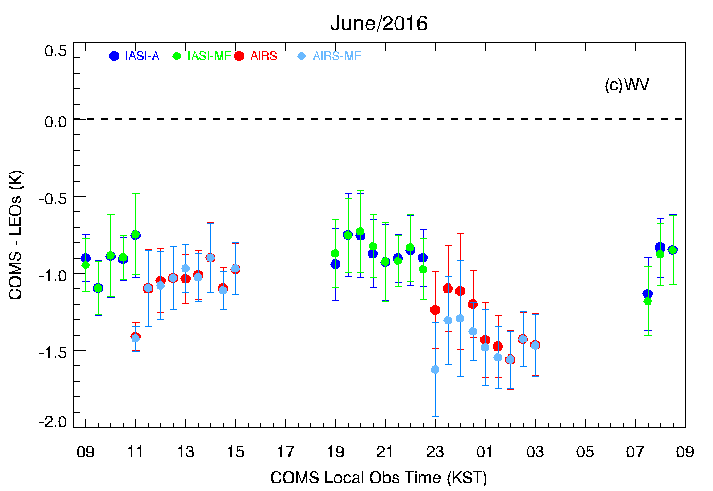 June/2016
IASI-A IASI-MF AIRS AIRS-MF
(c)WV
0.5
0.0
-0.5
-1.0
-1.5
-2.0
COMS - LEOs (K)
09 11 13 15 17 19 21 23 01 03 05 07 09
COMS Local Obs Time (KST)